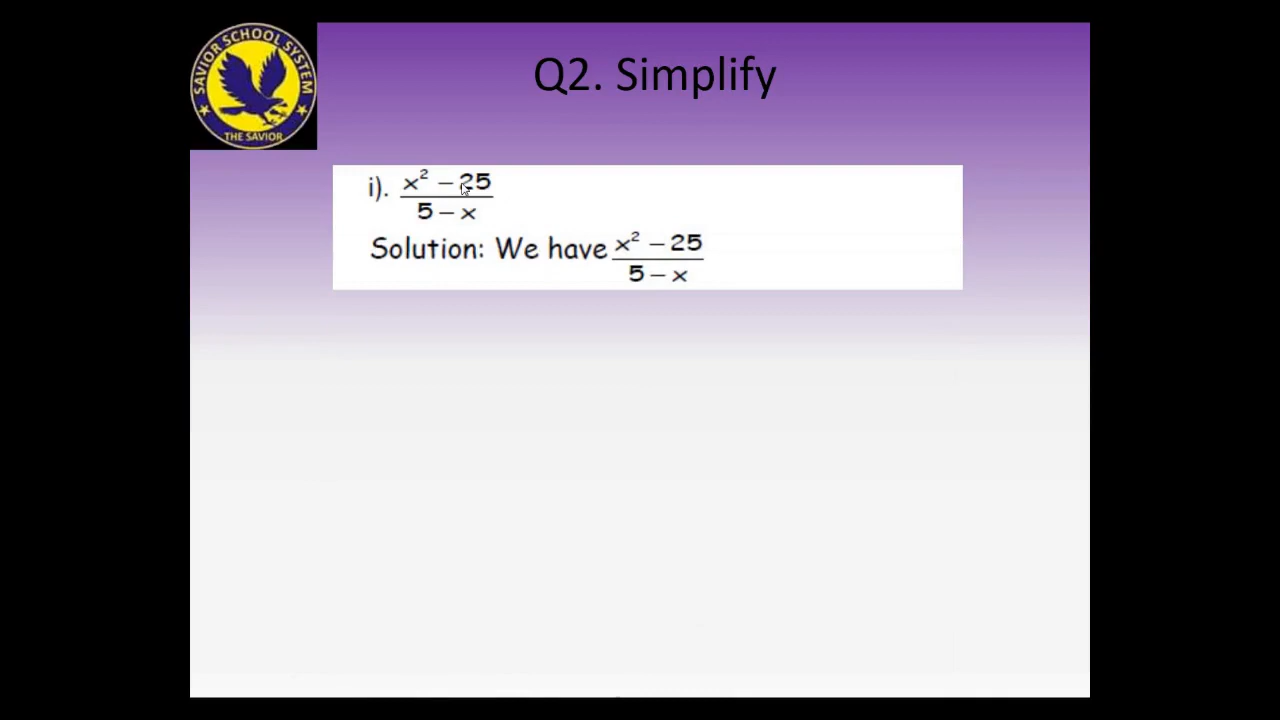 SAVIOR SCHOOL SYSTEM
THE SAVIOR
Q2. Simplify
i). x² – 25
5 – x
Solution: We have x² – 25
5 – x